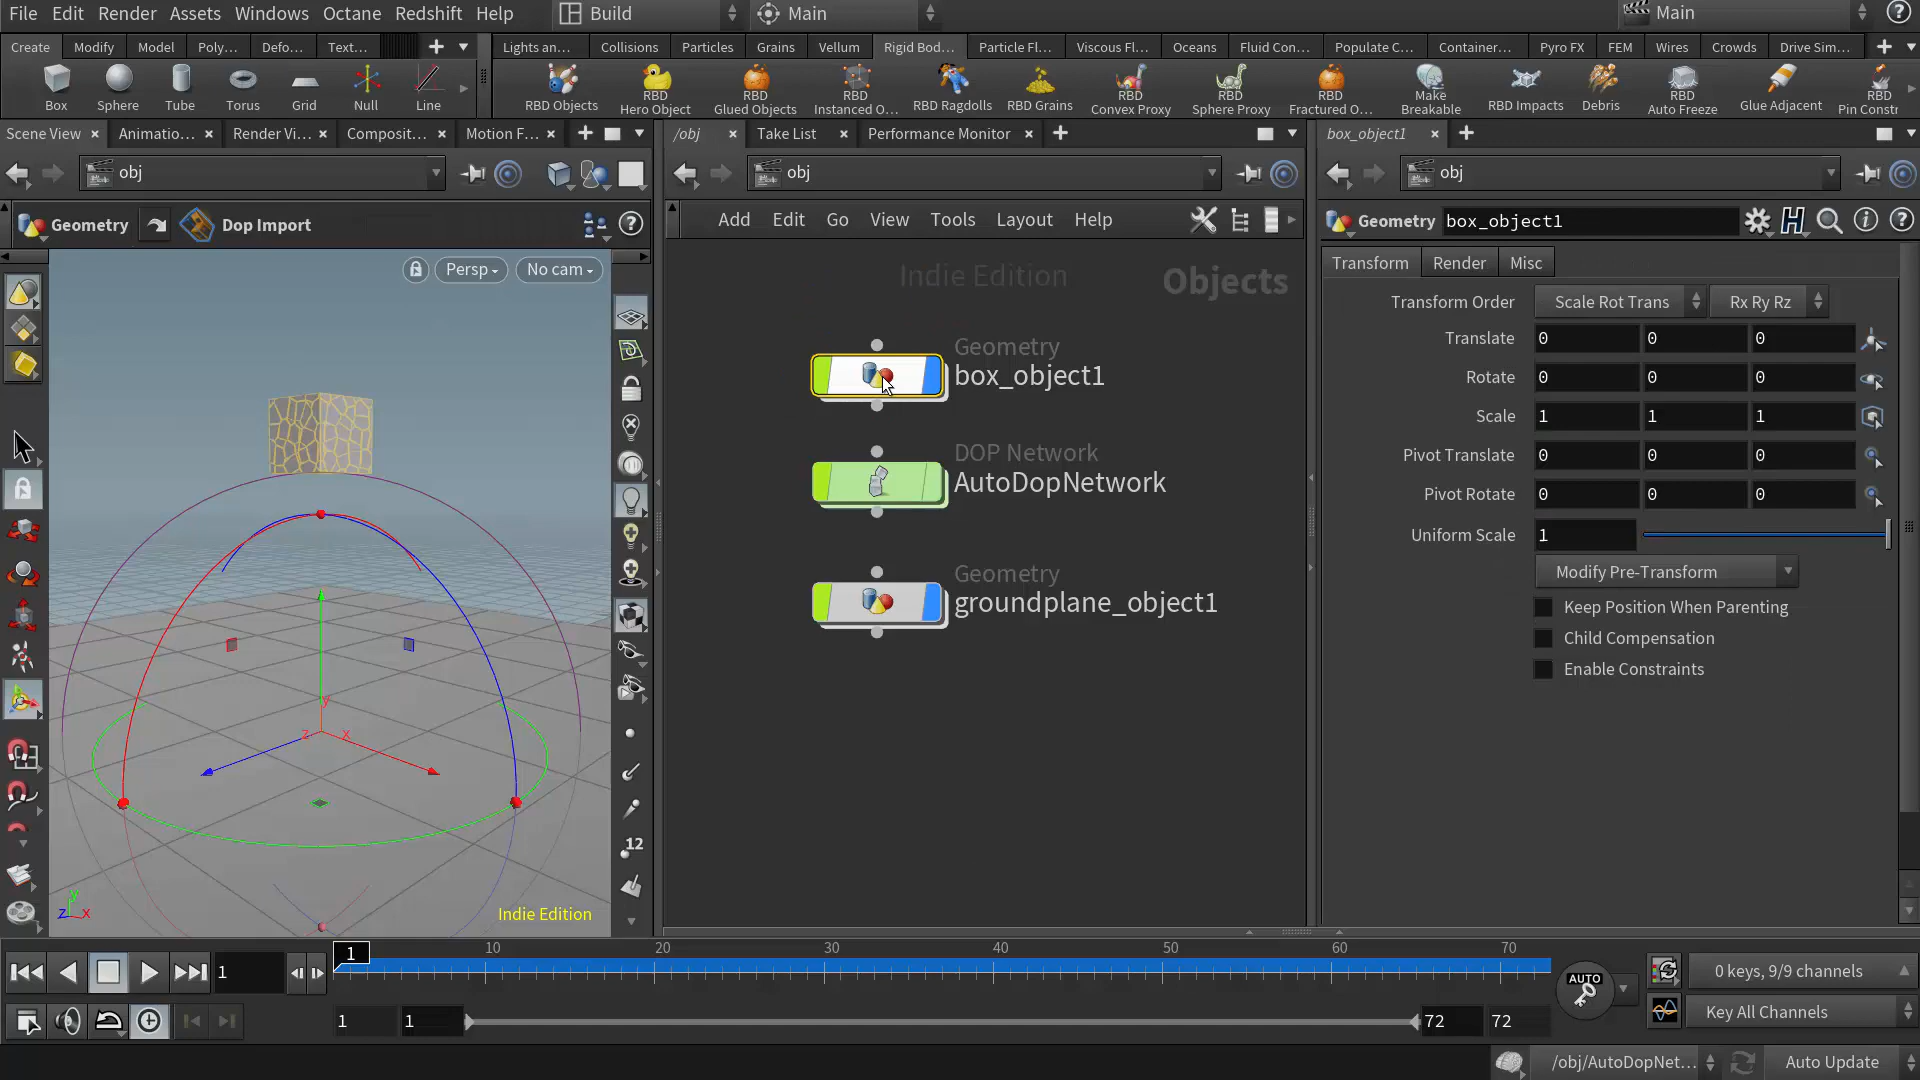 File Edit Render Assets Windows Octane Redshift Help Build Main Main
Create Modify Model Poly... Defo... Text... Lights an... Collisions Particles Grains Vellum Rigid Bod... Particle Fl... Viscous Fl... Oceans Fluid Con... Populate C... Container... Pyro FX FEM Wires Crowds Drive Sim...
Box Sphere Tube Torus Grid Null Line RBD Objects RBD Ragdolls RBD Grains RBD Impacts Debris Glue Adjacent
RBD
Hero Object
RBD
Glued Objects
RBD
Instanced O...
RBD
Convex Proxy
RBD
Sphere Proxy
RBD
Fractured O...
Make
Breakable
RBD
Auto Freeze
RBD
Pin Constr
Scene View Animatio... Render Vi... Composit... Motion F... /obj Take List Performance Monitor box_object1
obj obj obj
Geometry Dop Import Add Edit Go View Tools Layout Help Geometry box_object1
Persp No cam Indie Edition Objects Transform Render Misc
Transform Order Scale Rot Trans Rx Ry Rz
Translate 0 0 0
Rotate 0 0 0
Scale 1 1 1
Pivot Translate 0 0 0
Pivot Rotate 0 0 0
Uniform Scale 1
Modify Pre-Transform
Keep Position When Parenting
Child Compensation
Enable Constraints
Geometry
box_object1
DOP Network
AutoDopNetwork
Geometry
groundplane_object1
y
z x
12
y
z x
Indie Edition
1 10 20 30 40 50 60 70
1 AUTO 0 keys, 9/9 channels
1 1 72 72 Key All Channels
/obj/AutoDopNet... Auto Update